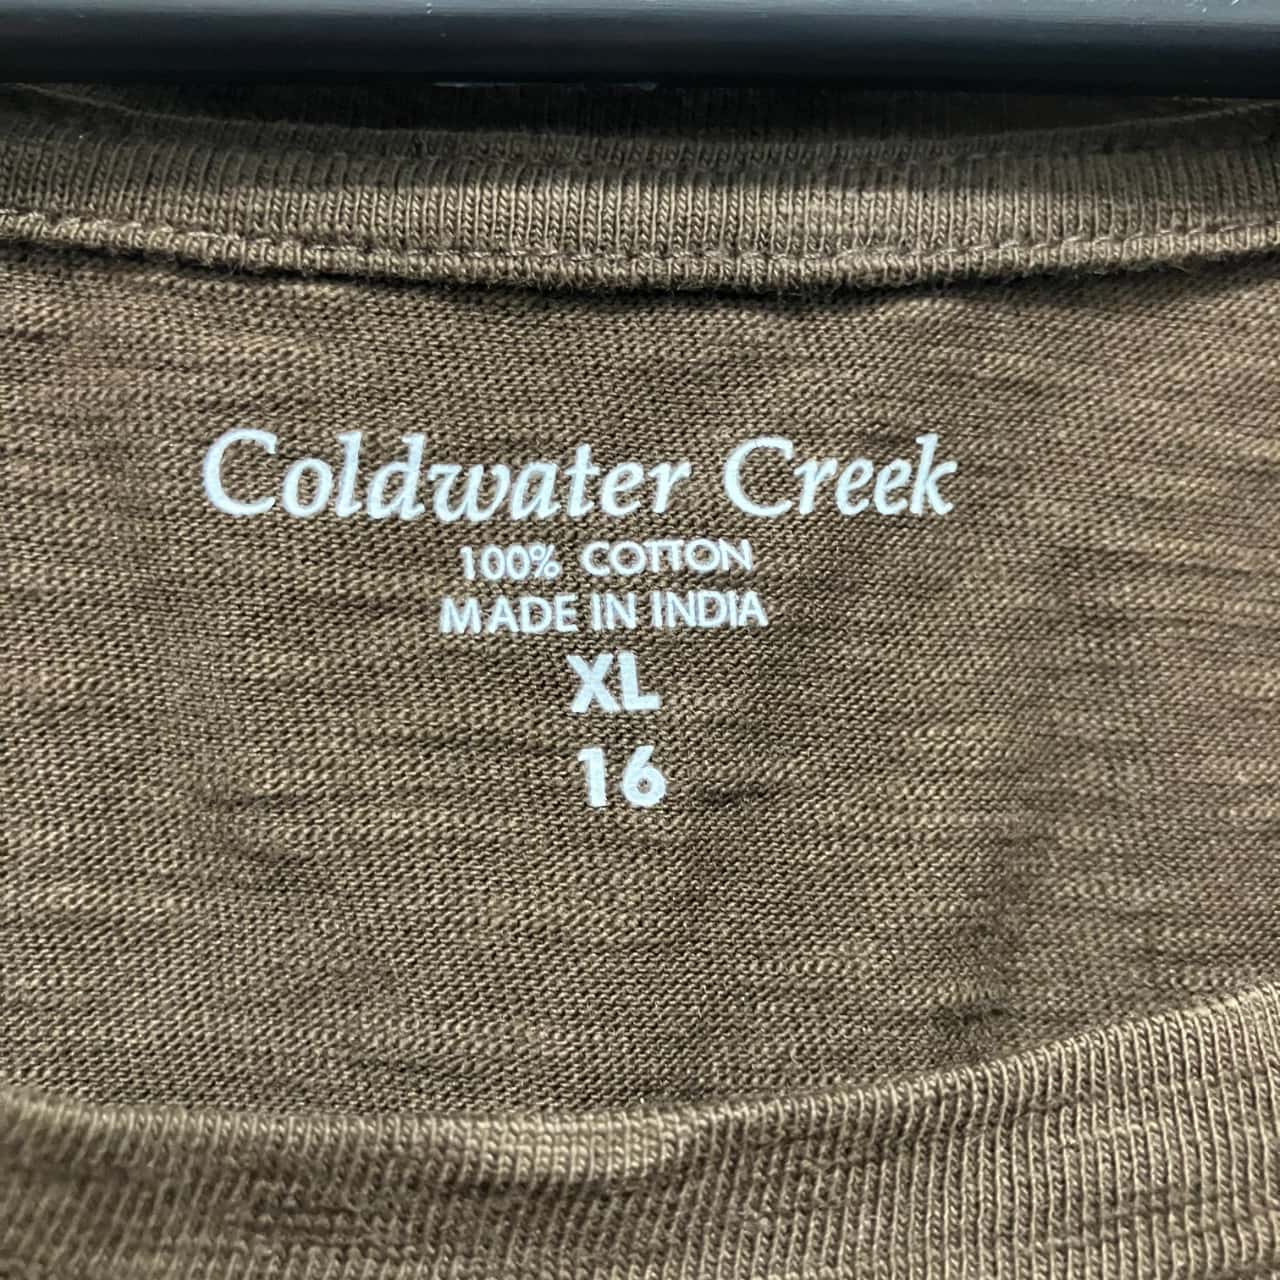 Coldwater Creek
100% COTTON
MADE IN INDIA
XL
16